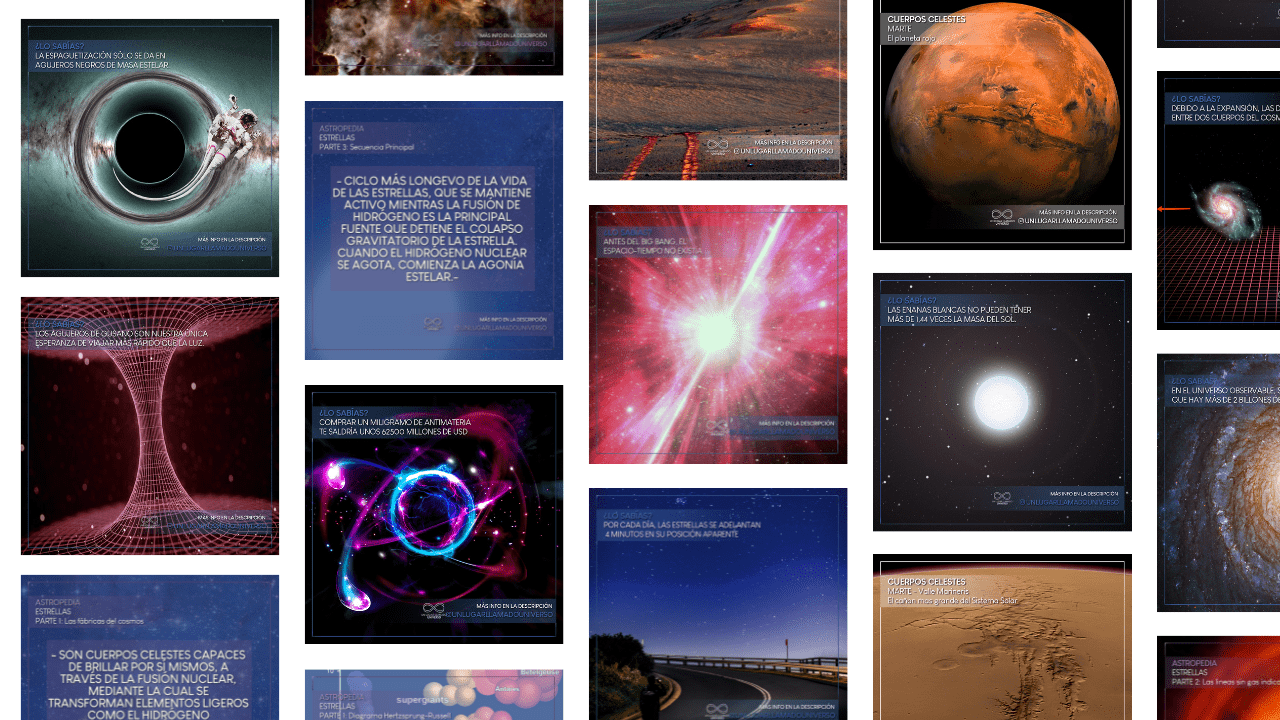 ¿LO SABÍAS?
LA ESPAGUETIZACIÓN SÓLO SE DA EN
AGUJEROS NEGROS DE MASA ESTELAR
MÁS INFO EN LA DESCRIPCIÓN
@UNLUGARLLAMADOUNIVERSO
¿LO SABÍAS?
LOS AGUJEROS DE GUSANO SON NUESTRA ÚNICA
ESPERANZA DE VIAJAR MÁS RÁPIDO QUE LA LUZ.
MÁS INFO EN LA DESCRIPCIÓN
@UNLUGARLLAMADOUNIVERSO
ASTROPEDIA
ESTRELLAS
PARTE 1: Las fábricas del cosmos
- SON CUERPOS CELESTES CAPACES
DE BRILLAR POR SÍ MISMOS, A
TRAVÉS DE LA FUSIÓN NUCLEAR,
MEDIANTE LA CUAL SE
TRANSFORMAN ELEMENTOS LIGEROS
COMO EL HIDRÓGENO
MÁS INFO EN LA DESCRIPCIÓN
@UNLUGARLLAMADOUNIVERSO
ASTROPEDIA
ESTRELLAS
PARTE 3: Secuencia Principal
- CICLO MÁS LONGEVO DE LA VIDA
DE LAS ESTRELLAS, QUE SE MANTIENE
ACTIVO MIENTRAS LA FUSIÓN DE
HIDRÓGENO ES LA PRINCIPAL
FUENTE QUE DETIENE EL COLAPSO
GRAVITATORIO DE LA ESTRELLA.
CUANDO EL HIDRÓGENO NUCLEAR
SE AGOTA, COMIENZA LA AGONÍA
ESTELAR.-
MÁS INFO EN LA DESCRIPCIÓN
@UNLUGARLLAMADOUNIVERSO
¿LO SABÍAS?
COMPRAR UN MILIGRAMO DE ANTIMATERIA
TE SALDRÍA UNOS 62500 MILLONES DE USD
MÁS INFO EN LA DESCRIPCIÓN
@UNLUGARLLAMADOUNIVERSO
Betelgeuse
Antares
supergiants
ASTROPEDIA
ESTRELLAS
PARTE 1: Diagrama Hertzsprung-Russell
MÁS INFO EN LA DESCRIPCIÓN
@UNLUGARLLAMADOUNIVERSO
¿LO SABÍAS?
ANTES DEL BIG BANG, EL
ESPACIO-TIEMPO NO EXISTÍA
MÁS INFO EN LA DESCRIPCIÓN
@UNLUGARLLAMADOUNIVERSO
¿LO SABÍAS?
POR CADA DÍA, LAS ESTRELLAS SE ADELANTAN
4 MINUTOS EN SU POSICIÓN APARENTE
MÁS INFO EN LA DESCRIPCIÓN
@UNLUGARLLAMADOUNIVERSO
CUERPOS CELESTES
MARTE
El planeta rojo
MÁS INFO EN LA DESCRIPCIÓN
@UNLUGARLLAMADOUNIVERSO
¿LO SABÍAS?
LAS ENANAS BLANCAS NO PUEDEN TENER
MÁS DE 1,44 VECES LA MASA DEL SOL.
MÁS INFO EN LA DESCRIPCIÓN
@UNLUGARLLAMADOUNIVERSO
CUERPOS CELESTES
MARTE - Valle Marineris
El cañón más grande del Sistema Solar
¿LO SABÍAS?
DEBIDO A LA EXPANSIÓN, LAS
ENTRE DOS CUERPOS DEL
¿LO SABÍAS?
EN EL UNIVERSO OBSERVABLE,
QUE HAY MÁS DE 2 BILLONES
ASTROPEDIA
ESTRELLAS
PARTE 2: Las líneas sin gas